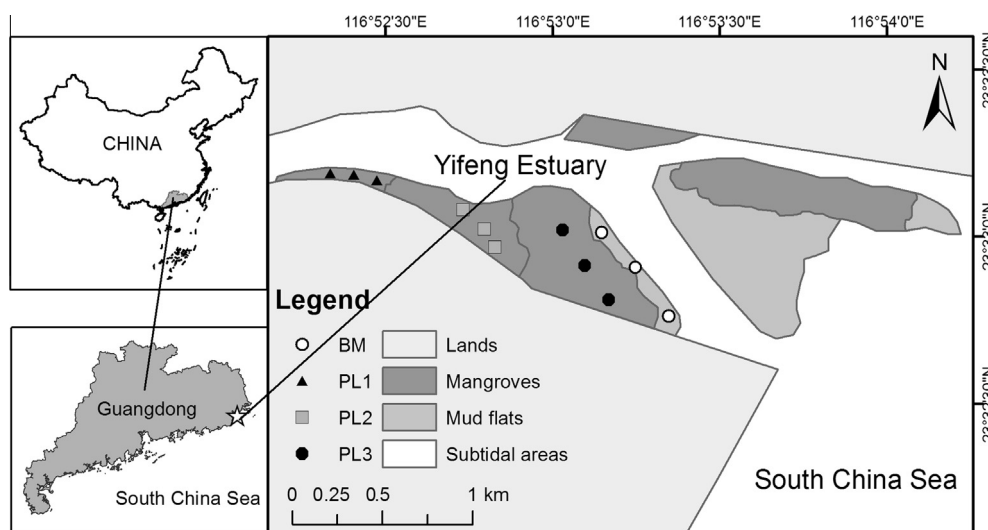 116°52'30"E
116°53'0"E
116°53'30"E
116°54'0"E
N
CHINA
Yifeng Estuary
Legend
BM
Lands
PL1
Mangroves
PL2
Mud flats
PL3
Subtidal areas
0 0.25 0.5 1 km
Guangdong
South China Sea
South China Sea